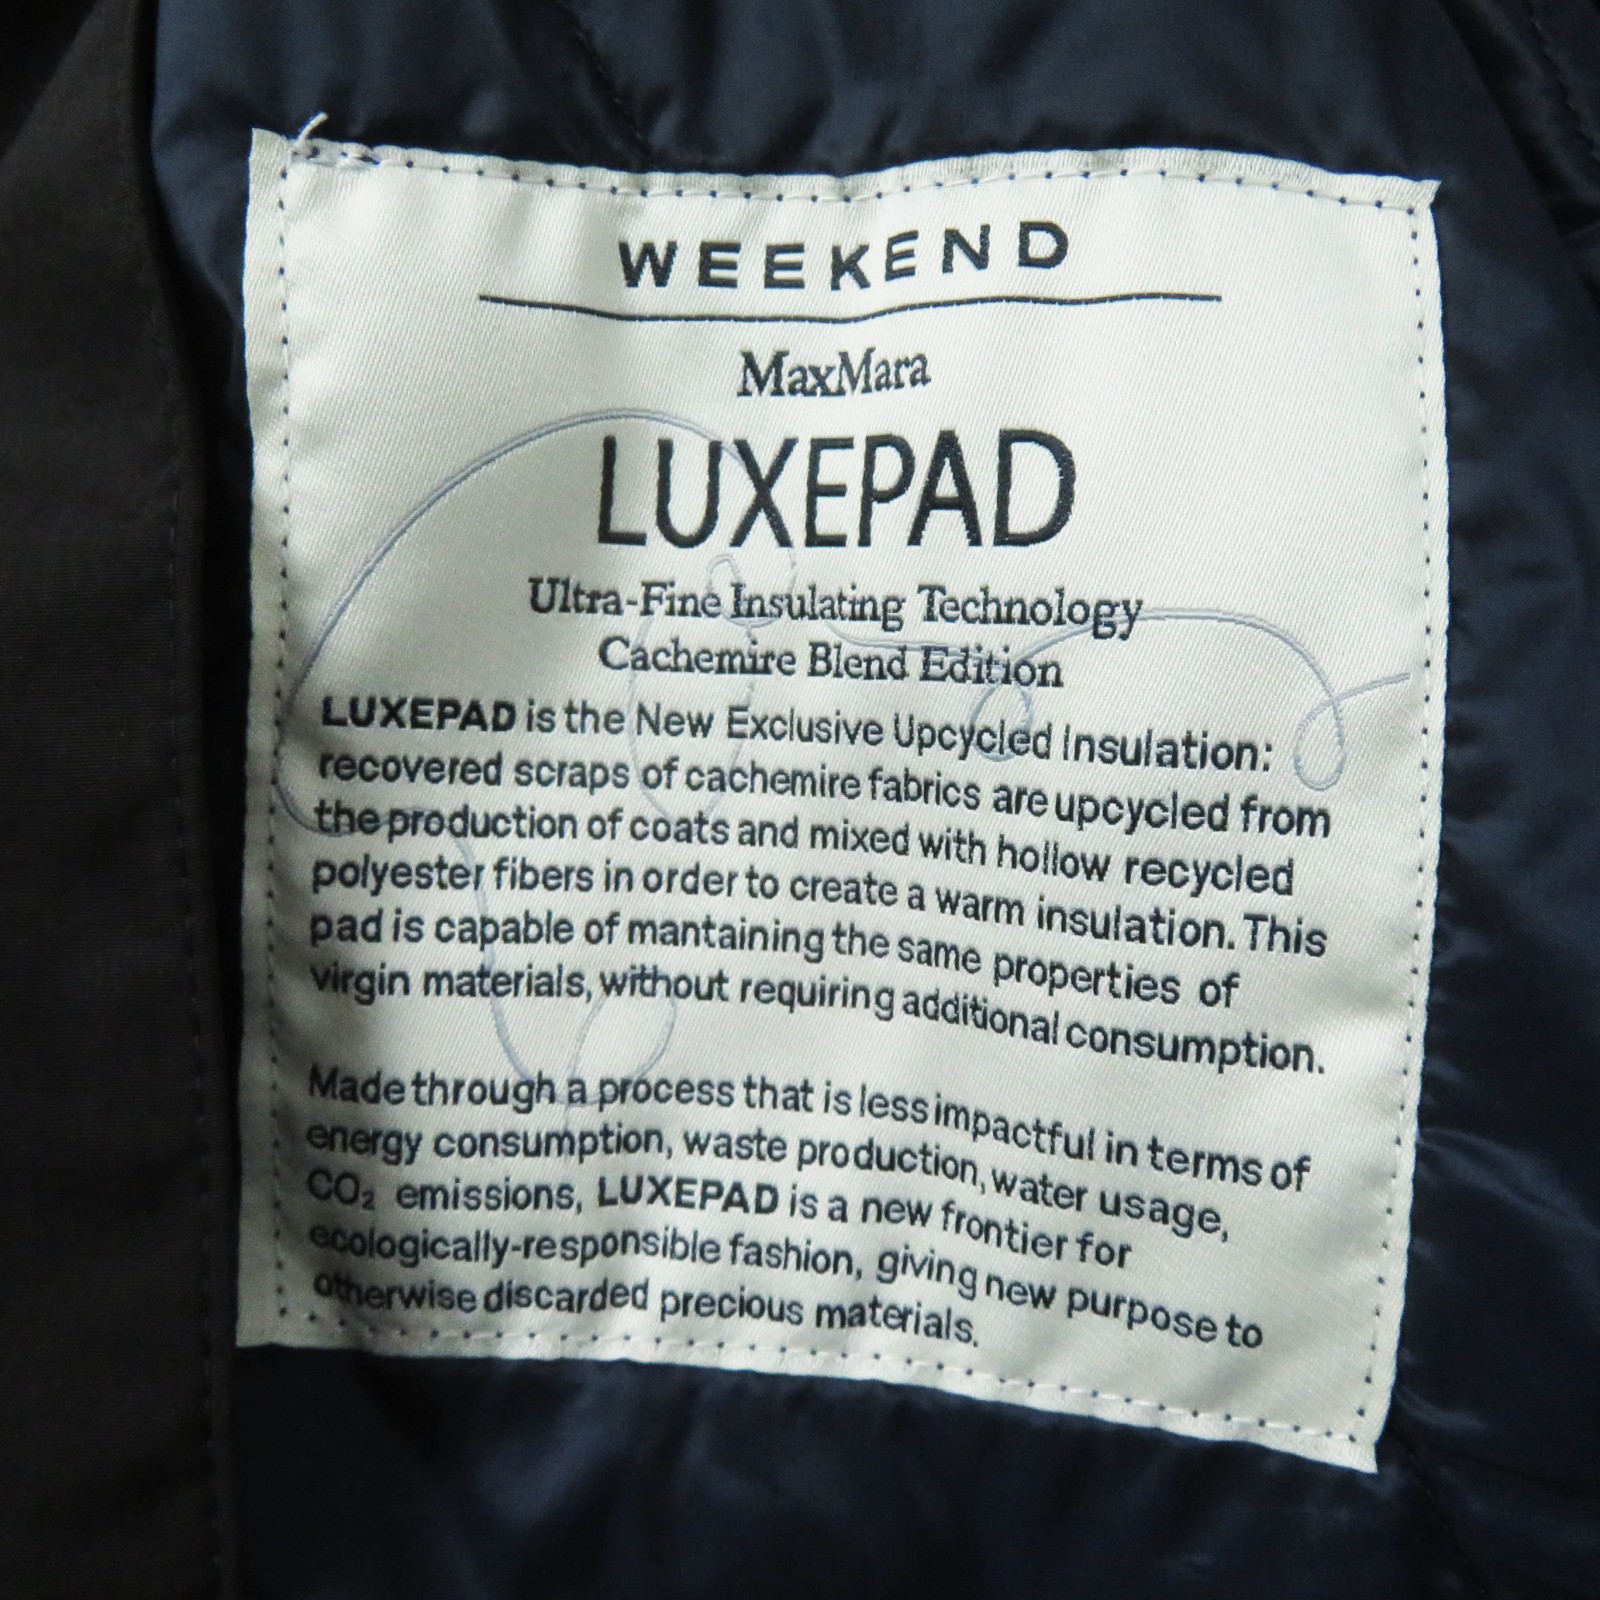 WEEKEND
MaxMara
LUXEPAD
Ultra-Fine Insulating Technology
Cachemire Blend Edition
LUXEPAD is the New Exclusive Upcycled Insulation:
recovered scraps of cachemire fabrics are upcycled from
the production of coats and mixed with hollow recycled
polyester fibers in order to create a warm insulation. This
pad is capable of mantaining the same properties of
virgin materials, without requiring additional consumption.
Made through a process that is less impactful in terms of
energy consumption, waste production, water usage,
CO₂ emissions, LUXEPAD is a new frontier for
ecologically-responsible fashion, giving new purpose to
otherwise discarded precious materials.